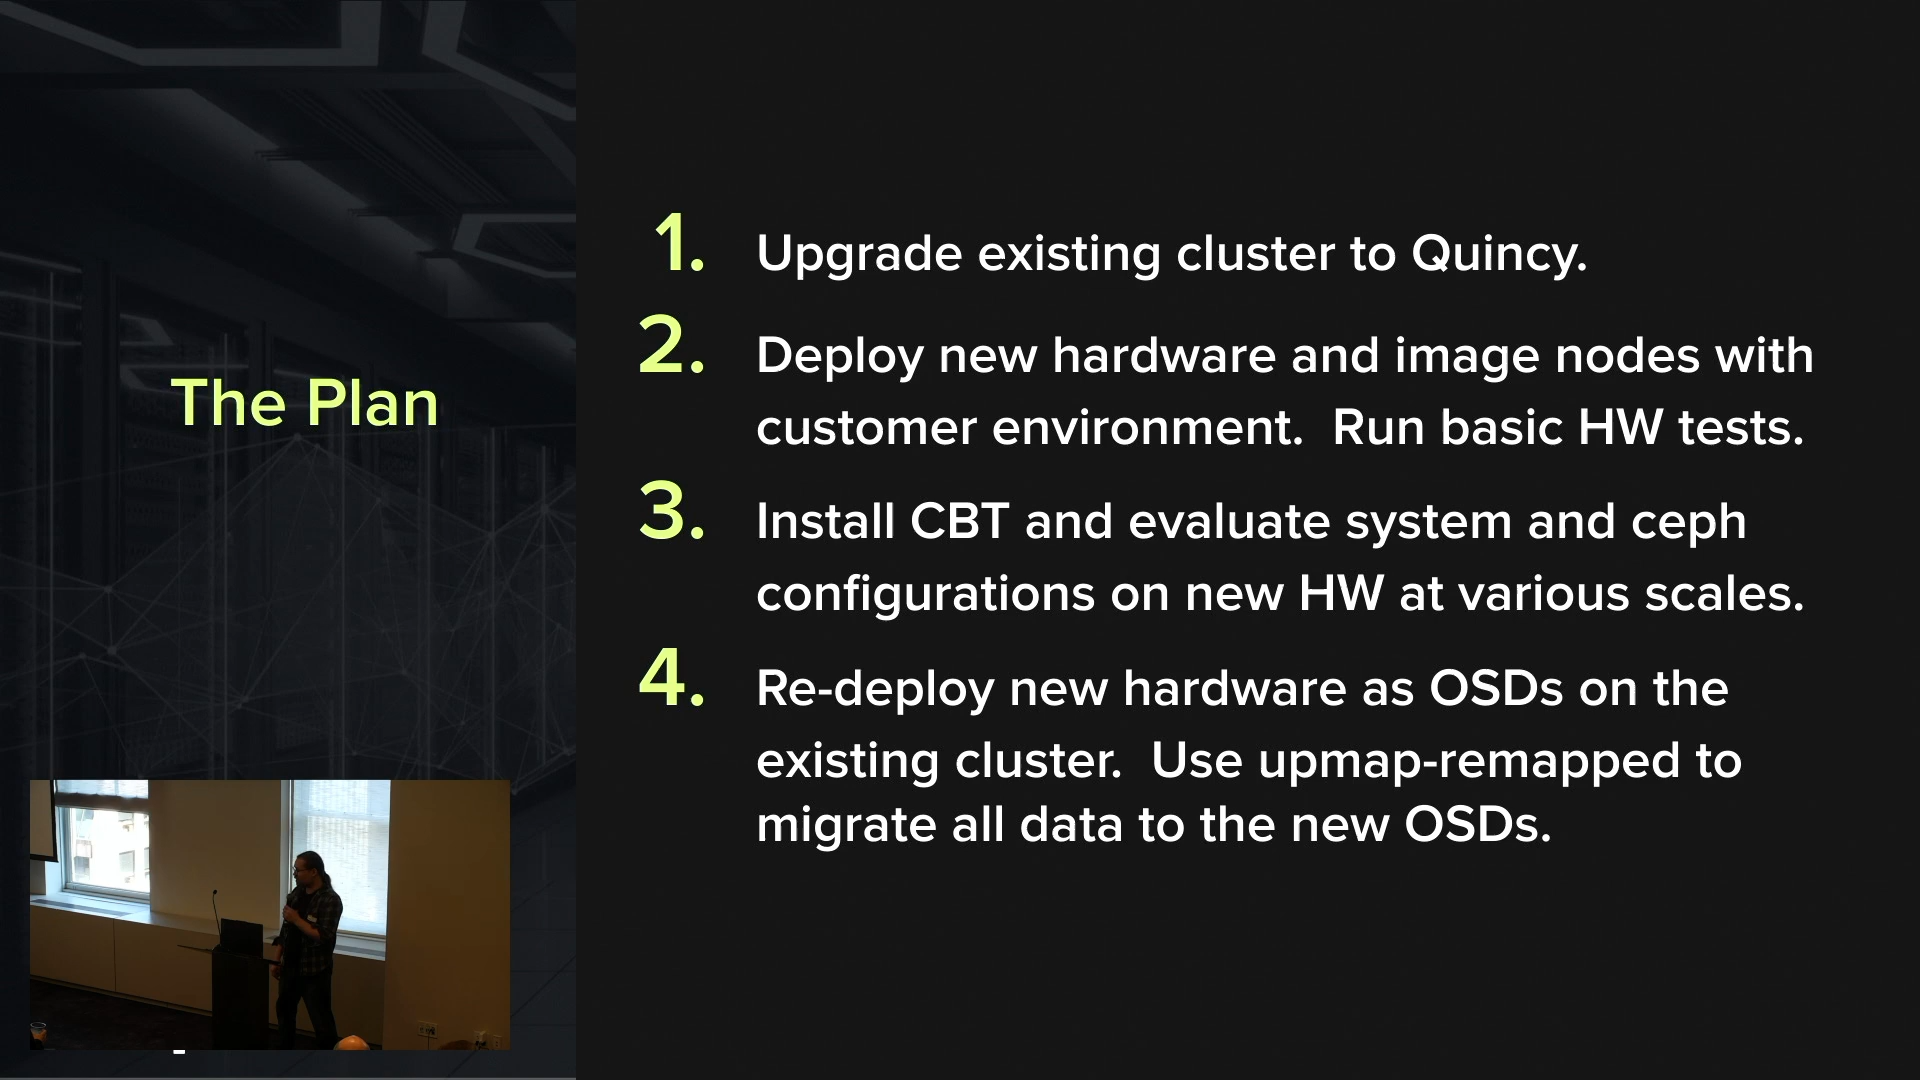 The Plan
1. Upgrade existing cluster to Quincy.
2. Deploy new hardware and image nodes with
customer environment.  Run basic HW tests.
3. Install CBT and evaluate system and ceph
configurations on new HW at various scales.
4. Re-deploy new hardware as OSDs on the
existing cluster.  Use upmap-remapped to
migrate all data to the new OSDs.